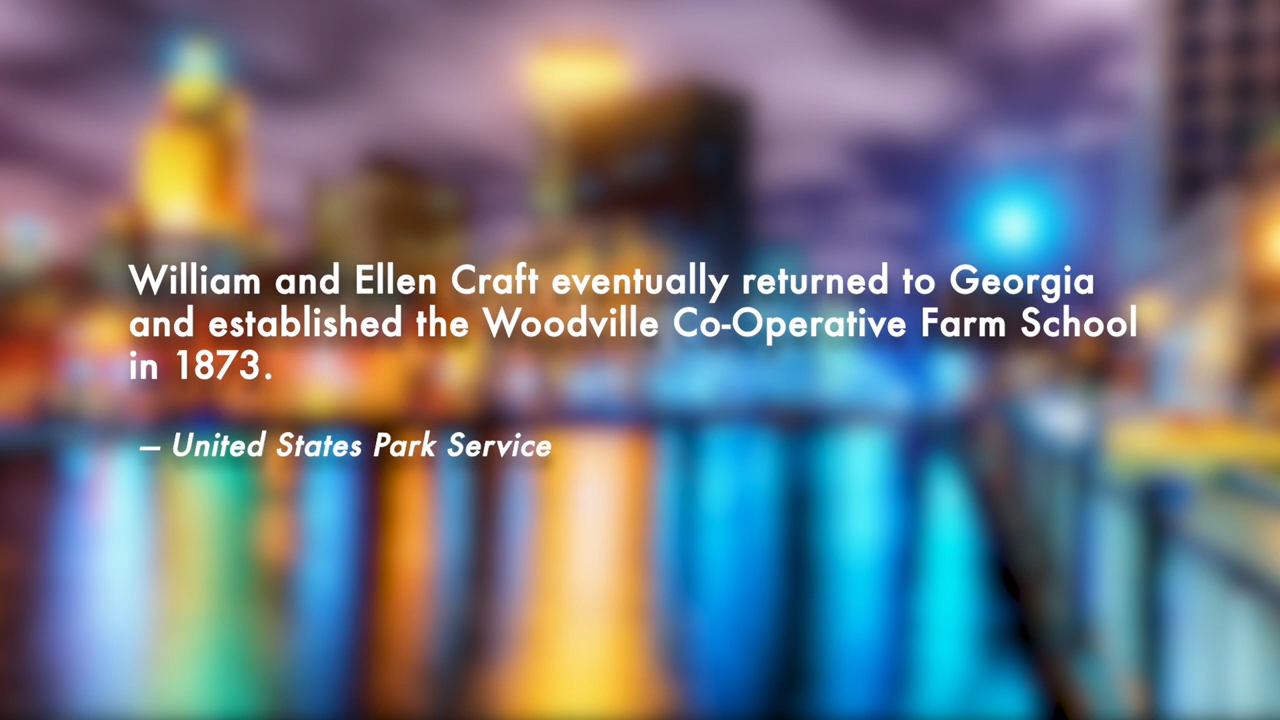 William and Ellen Craft eventually returned to Georgia
and established the Woodville Co-Operative Farm School
in 1873.
– United States Park Service